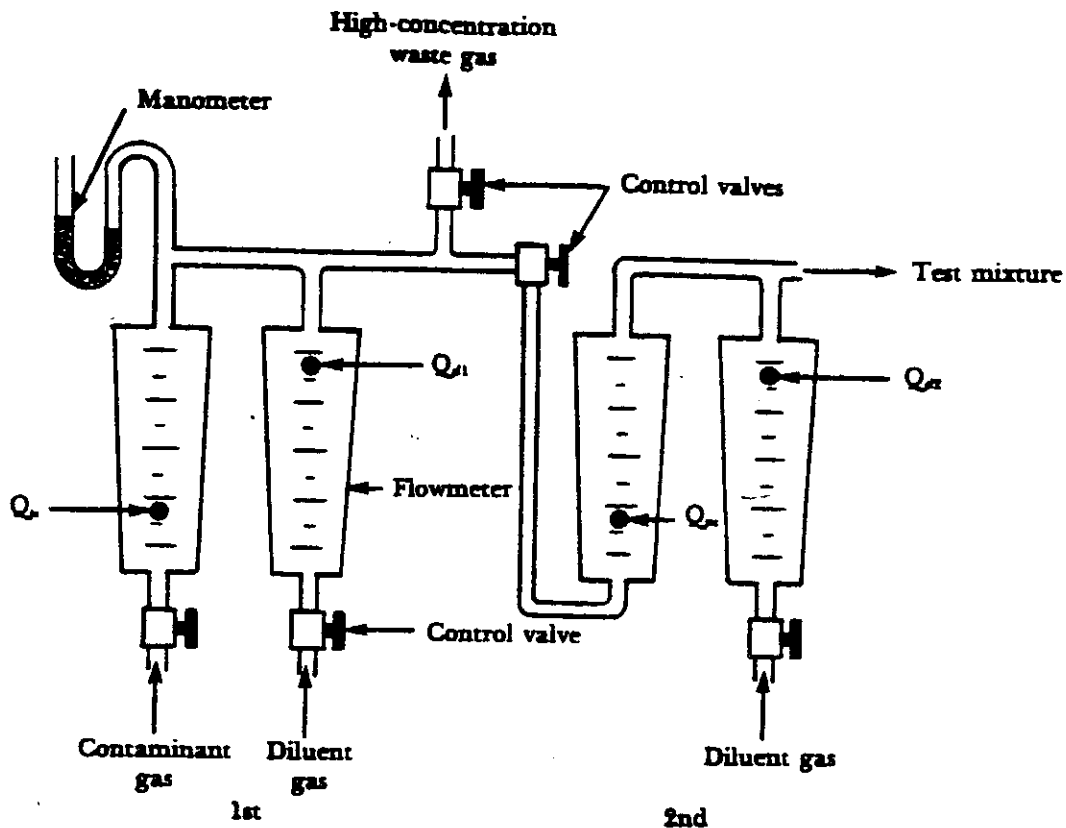 High-concentration
waste gas
Manometer
Control valves
Test mixture
Flowmeter
Control valve
Contaminant
gas
Diluent
gas
Diluent gas
1st
2nd